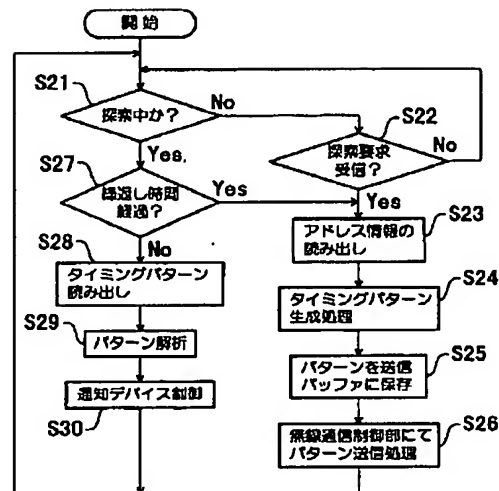 開始
S21
探索中か？
No
S22
探索要求
受信？
No
Yes.
S27
繰返し時間
経過？
Yes
Yes
S23
アドレス情報の
読み出し
No
S28
タイミングパターン
読み出し
S24
タイミングパターン
生成処理
S29
パターン解析
S25
パターンを送信
バッファに保存
通知デバイス制御
S30
S26
無線通信制御部にて
パターン送信処理